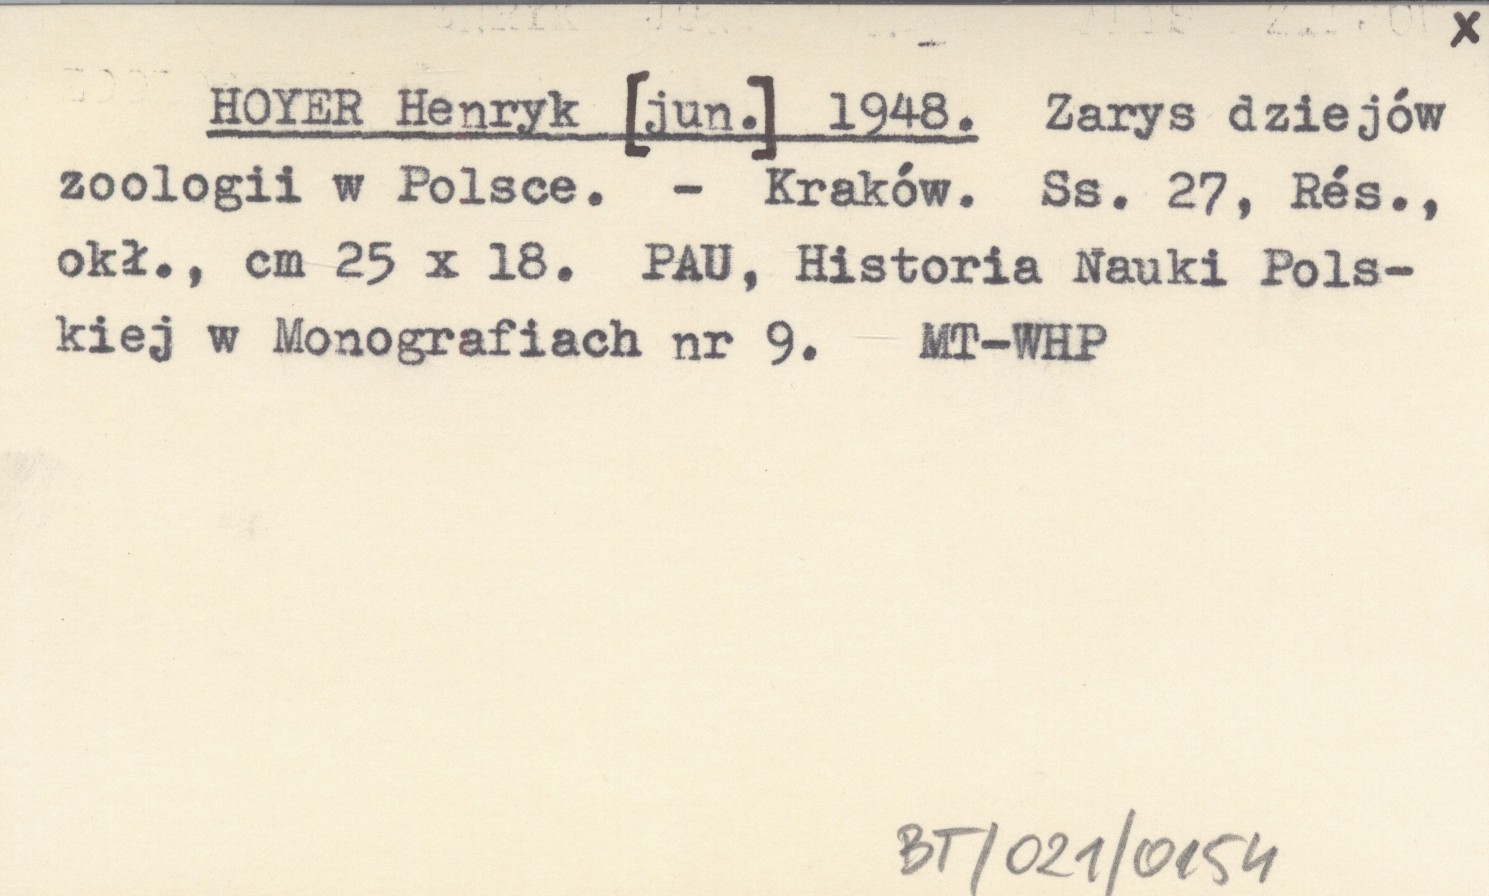 x
HOYER Henryk [jun.] 1948. Zarys dziejów
zoologii w Polsce. - Kraków. Ss. 27, Rés.,
okł., cm 25 x 18. PAU, Historia Nauki Pols-
kiej w Monografiach nr 9. MT-WHP
BT/021/0154